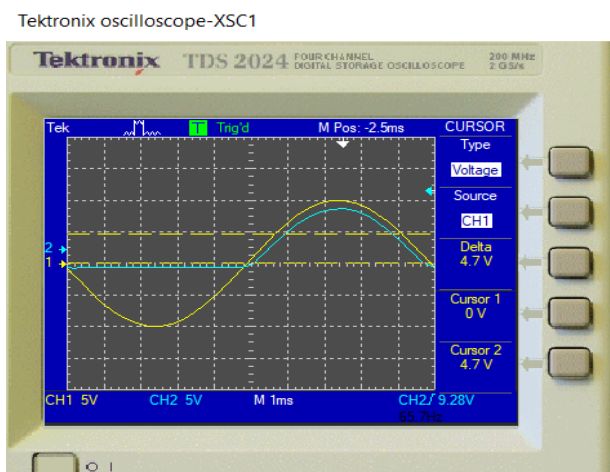 Tektronix oscilloscope-XSC1
Tektronix TDS 2024 FOUR CHANNEL DIGITAL STORAGE OSCILLOSCOPE 200 MHz 2 GS/s
Tek T Trig'd M Pos: -2.5ms CURSOR
Type
Voltage
Source
CH1
Delta
4.7 V
2
1
Cursor 1
0 V
Cursor 2
4.7 V
CH1 5V CH2 5V M 1ms CH2 9.28V
65.7Hz